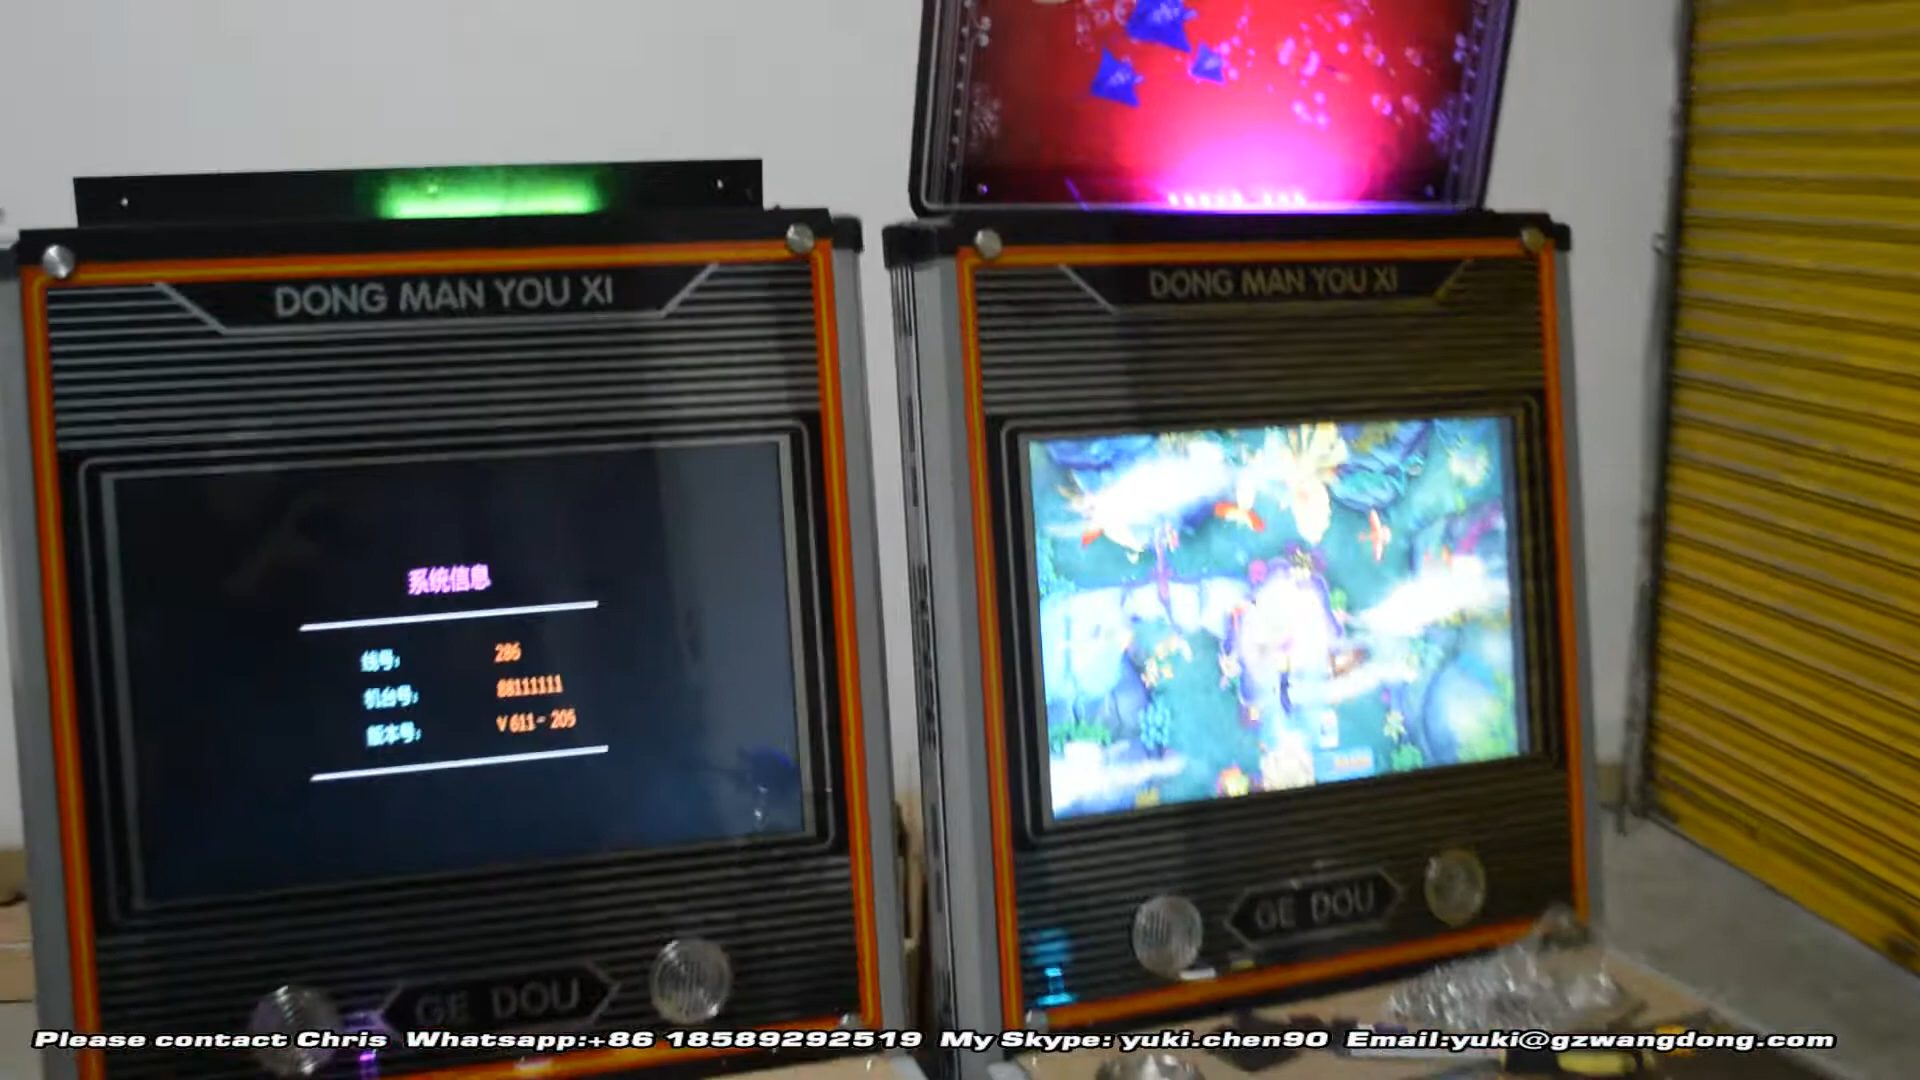 DONG MAN YOU XI
DONG MAN YOU XI
系统信息
线号: 286
机台号: 88111111
版本号: V611-205
GE DOU
GE DOU
Please contact Chris Whatsapp:+86 18589292519 My Skype: yuki.chen90 Email:yuki@gzwangdong.com